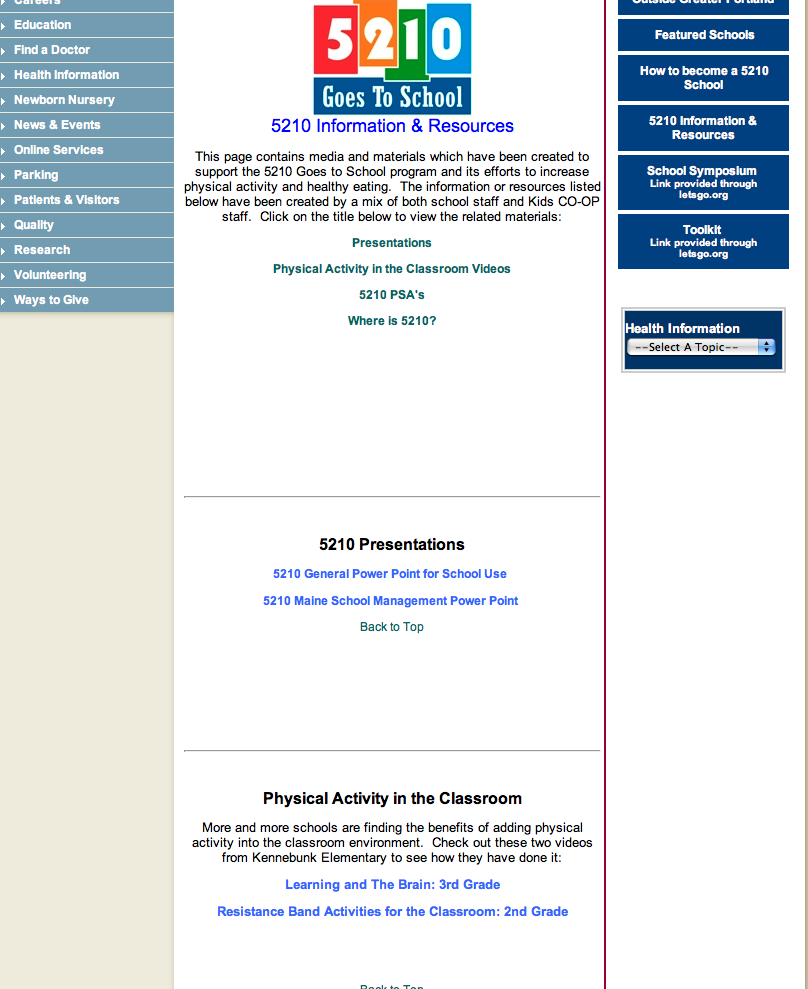 Careers
Education
Find a Doctor
Health Information
Newborn Nursery
News & Events
Online Services
Parking
Patients & Visitors
Quality
Research
Volunteering
Ways to Give
5210
Goes To School
5210 Information & Resources
This page contains media and materials which have been created to
support the 5210 Goes to School program and its efforts to increase
physical activity and healthy eating.  The information or resources listed
below have been created by a mix of both school staff and Kids CO-OP
staff.  Click on the title below to view the related materials:
Presentations
Physical Activity in the Classroom Videos
5210 PSA's
Where is 5210?
5210 Presentations
5210 General Power Point for School Use
5210 Maine School Management Power Point
Back to Top
Physical Activity in the Classroom
More and more schools are finding the benefits of adding physical
activity into the classroom environment.  Check out these two videos
from Kennebunk Elementary to see how they have done it:
Learning and The Brain: 3rd Grade
Resistance Band Activities for the Classroom: 2nd Grade
Back to Top
Outside Greater Portland
Featured Schools
How to become a 5210
School
5210 Information &
Resources
School Symposium
Link provided through
letsgo.org
Toolkit
Link provided through
letsgo.org
Health Information
--Select A Topic--